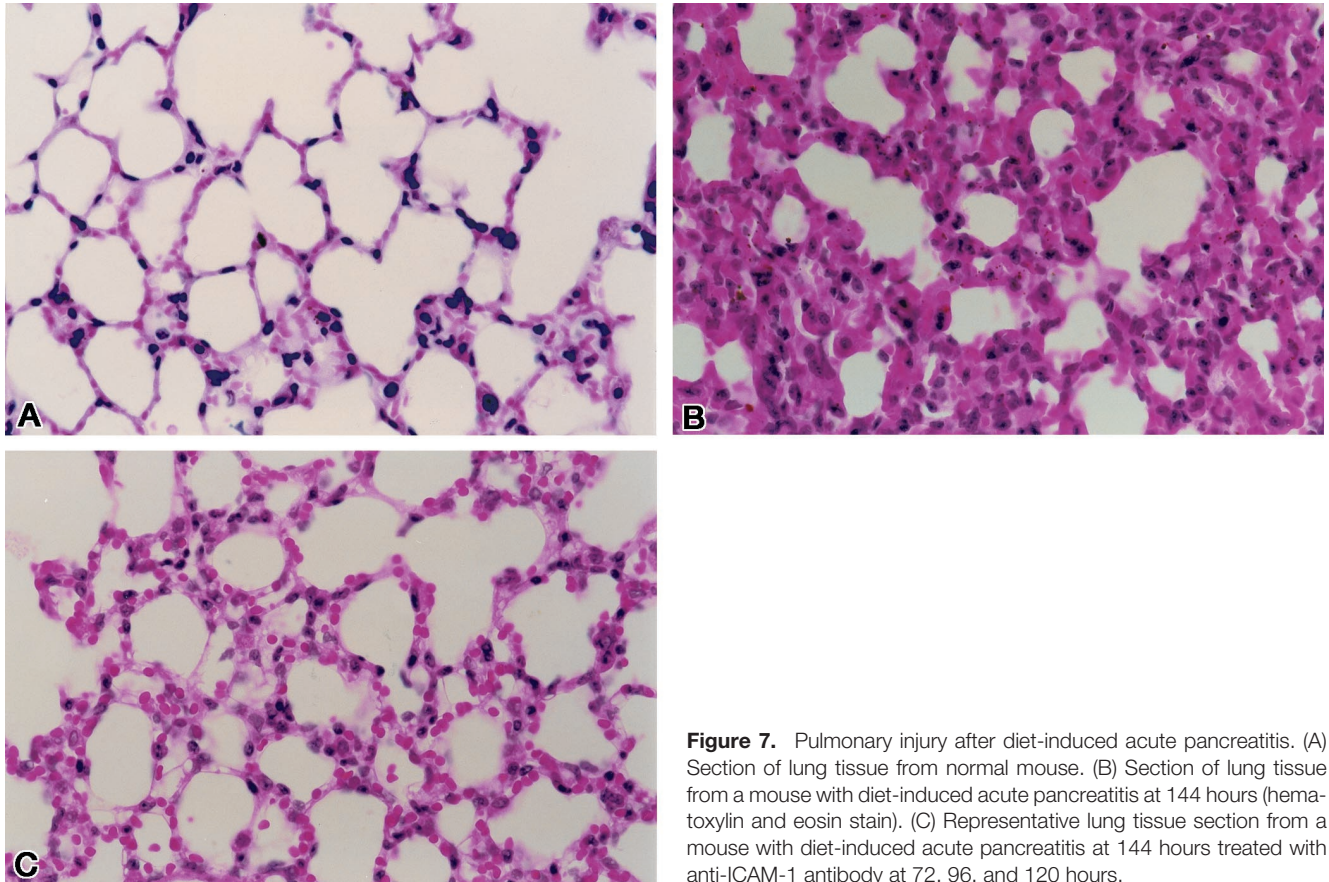 A
B
C
Figure 7. Pulmonary injury after diet-induced acute pancreatitis. (A)
Section of lung tissue from normal mouse. (B) Section of lung tissue
from a mouse with diet-induced acute pancreatitis at 144 hours (hema-
toxylin and eosin stain). (C) Representative lung tissue section from a
mouse with diet-induced acute pancreatitis at 144 hours treated with
anti-ICAM-1 antibody at 72, 96, and 120 hours.